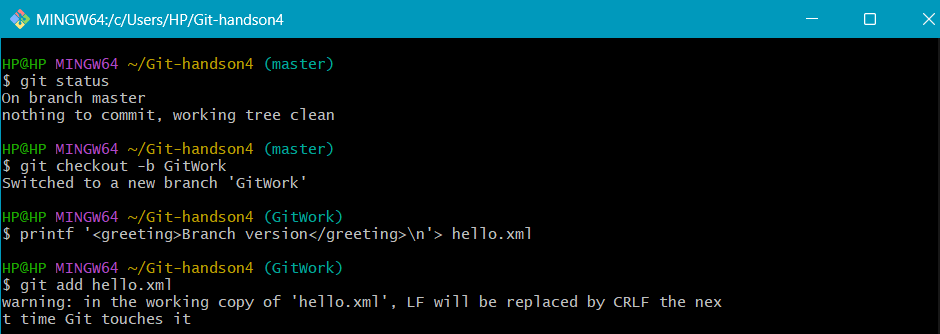 MINGW64:/c/Users/HP/Git-handson4
HP@HP MINGW64 ~/Git-handson4 (master)
$ git status
On branch master
nothing to commit, working tree clean
HP@HP MINGW64 ~/Git-handson4 (master)
$ git checkout -b GitWork
Switched to a new branch 'GitWork'
HP@HP MINGW64 ~/Git-handson4 (GitWork)
$ printf '<greeting>Branch version</greeting>\n'> hello.xml
HP@HP MINGW64 ~/Git-handson4 (GitWork)
$ git add hello.xml
warning: in the working copy of 'hello.xml', LF will be replaced by CRLF the nex
t time Git touches it